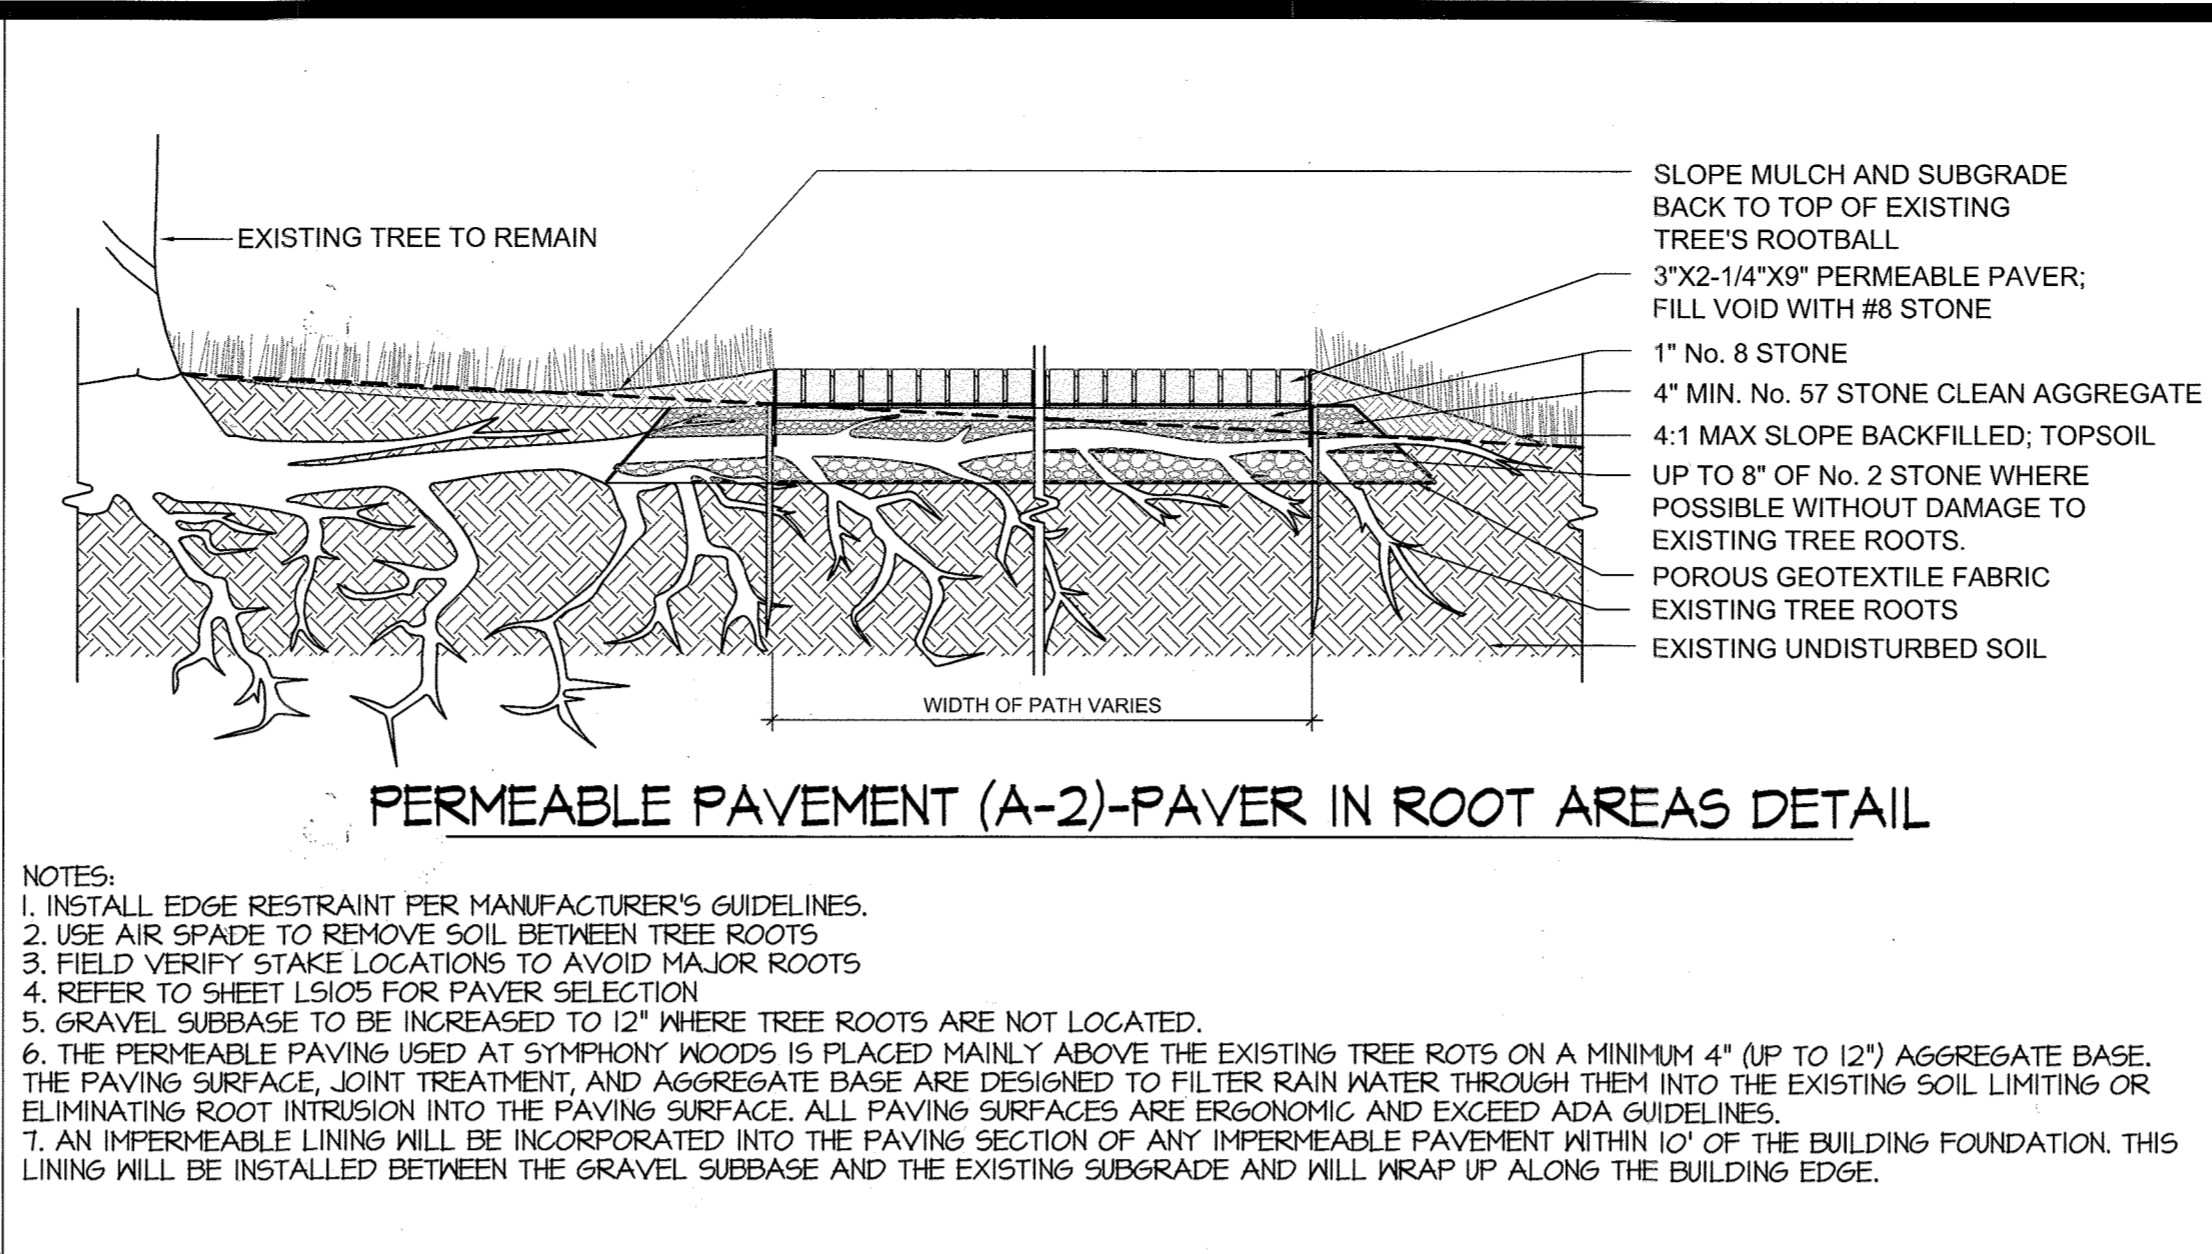 EXISTING TREE TO REMAIN
SLOPE MULCH AND SUBGRADE
BACK TO TOP OF EXISTING
TREE'S ROOTBALL
3"X2-1/4"X9" PERMEABLE PAVER;
FILL VOID WITH #8 STONE
1" No. 8 STONE
4" MIN. No. 57 STONE CLEAN AGGREGATE
4:1 MAX SLOPE BACKFILLED; TOPSOIL
UP TO 8" OF No. 2 STONE WHERE
POSSIBLE WITHOUT DAMAGE TO
EXISTING TREE ROOTS.
POROUS GEOTEXTILE FABRIC
EXISTING TREE ROOTS
EXISTING UNDISTURBED SOIL
WIDTH OF PATH VARIES
PERMEABLE PAVEMENT (A-2)-PAVER IN ROOT AREAS DETAIL
NOTES:
1. INSTALL EDGE RESTRAINT PER MANUFACTURER'S GUIDELINES.
2. USE AIR SPADE TO REMOVE SOIL BETWEEN TREE ROOTS
3. FIELD VERIFY STAKE LOCATIONS TO AVOID MAJOR ROOTS
4. REFER TO SHEET LS105 FOR PAVER SELECTION
5. GRAVEL SUBBASE TO BE INCREASED TO 12" WHERE TREE ROOTS ARE NOT LOCATED.
6. THE PERMEABLE PAVING USED AT SYMPHONY WOODS IS PLACED MAINLY ABOVE THE EXISTING TREE ROTS ON A MINIMUM 4" (UP TO 12") AGGREGATE BASE.
THE PAVING SURFACE, JOINT TREATMENT, AND AGGREGATE BASE ARE DESIGNED TO FILTER RAIN WATER THROUGH THEM INTO THE EXISTING SOIL LIMITING OR
ELIMINATING ROOT INTRUSION INTO THE PAVING SURFACE. ALL PAVING SURFACES ARE ERGONOMIC AND EXCEED ADA GUIDELINES.
7. AN IMPERMEABLE LINING WILL BE INCORPORATED INTO THE PAVING SECTION OF ANY IMPERMEABLE PAVEMENT WITHIN 10' OF THE BUILDING FOUNDATION. THIS
LINING WILL BE INSTALLED BETWEEN THE GRAVEL SUBBASE AND THE EXISTING SUBGRADE AND WILL WRAP UP ALONG THE BUILDING EDGE.